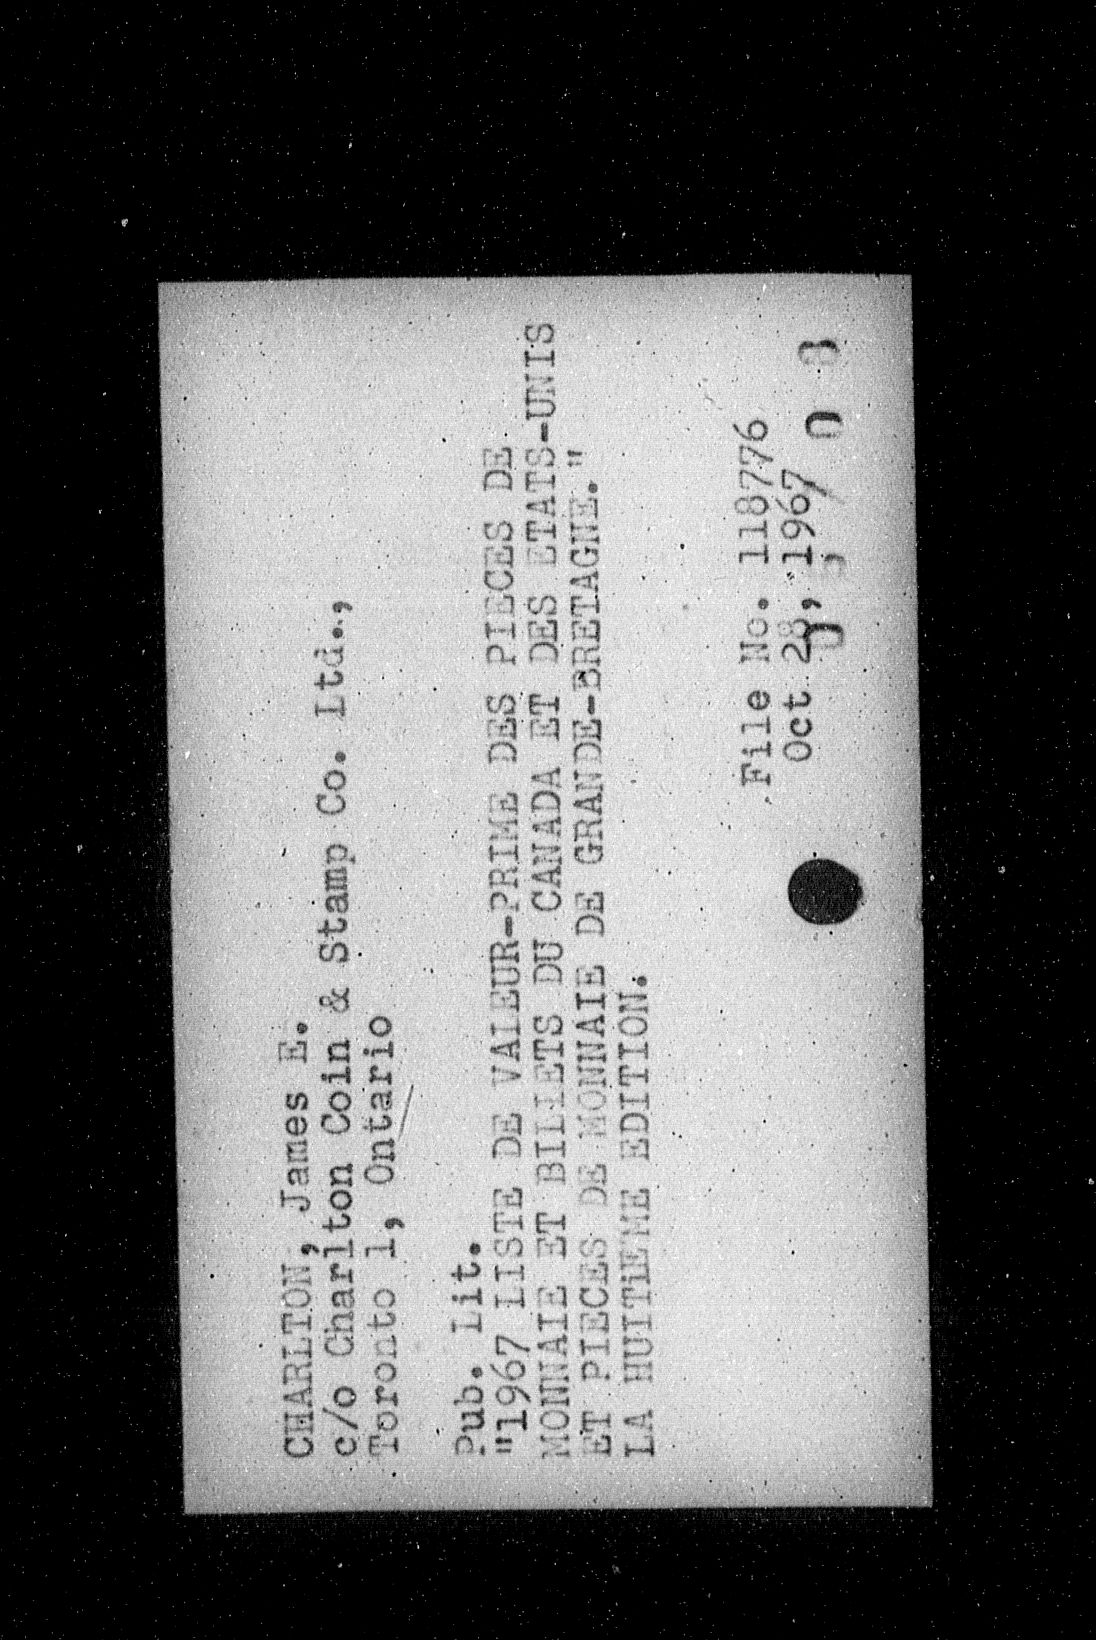 CHARLTON, James E.
c/o Charlton Coin & Stamp Co. Ltd.,
Toronto 1, Ontario
Pub. Lit.
"1967 LISTE DE VALEUR-PRIME DES PIECES DE
MONNAIE ET BILLETS DU CANADA ET DES ETATS-UNIS
ET PIECES DE MONNAIE DE GRANDE-BRETAGNE."
LA HUITIEME EDITION.
File No. 118776
Oct 28, 1967